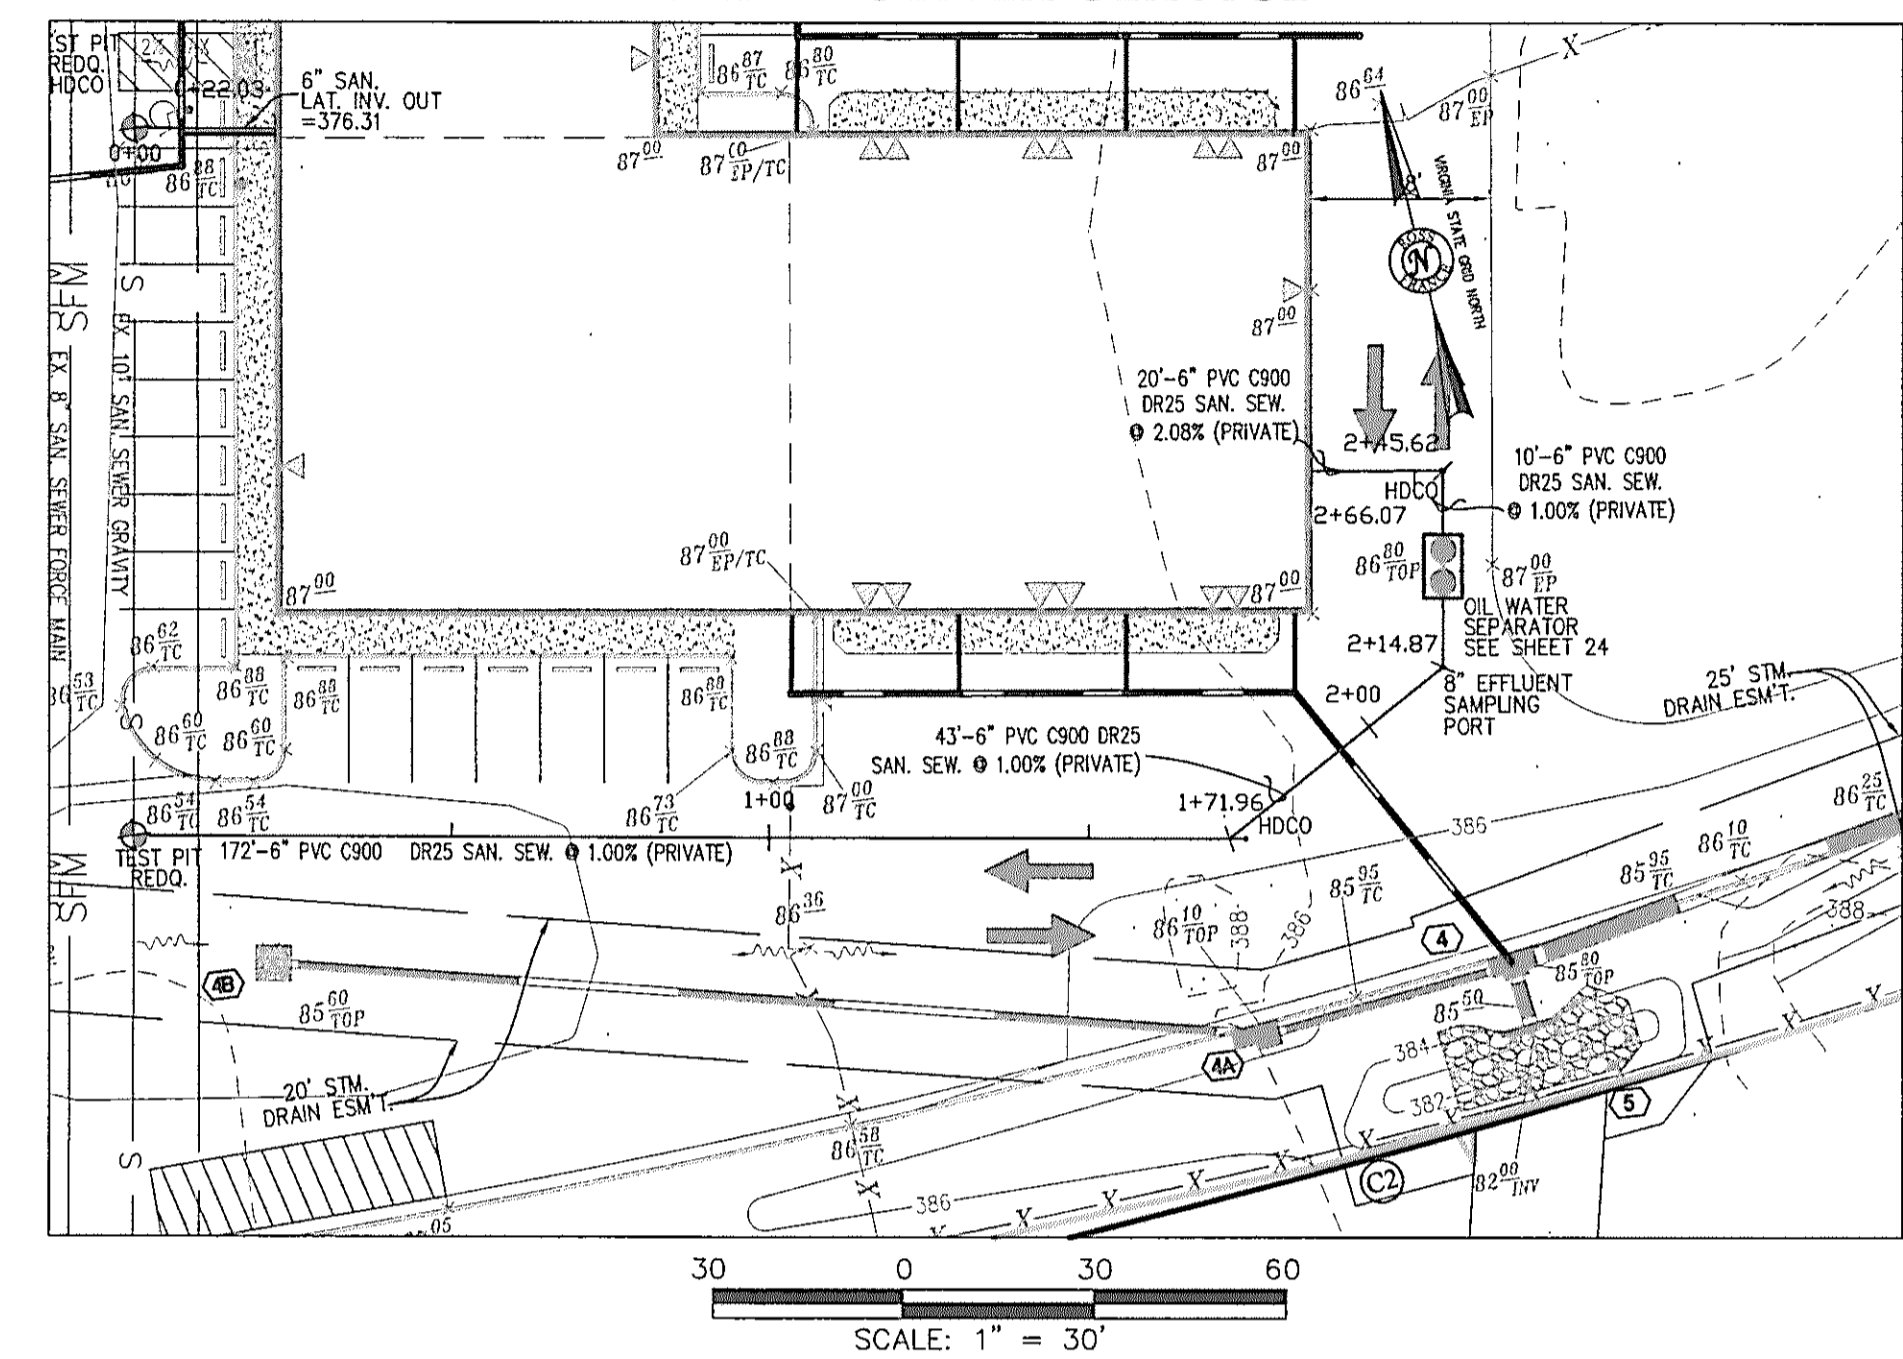 ST PIT
REDQ.
HDCO
0+22.03
6" SAN.
LAT. INV. OUT
=376.31
0+00
86 88 TC
86 87 TC
86 80 TC
87 00
87 00 EP/TC
87 00
86 64
87 00 EP
X
8'
VIRGINIA STATE GRID NORTH
ROSS
N
FRANCE
87 00
S
EX. 10" SAN. SEWER GRAVITY
EX. 8" SAN. SEWER FORCE MAIN
20'-6" PVC C900
DR25 SAN. SEW.
@ 2.08% (PRIVATE)
2+45.62
HDCO
2+66.07
10'-6" PVC C900
DR25 SAN. SEW.
@ 1.00% (PRIVATE)
86 80 TOP
87 00 EP
OIL WATER
SEPARATOR
SEE SHEET 24
2+14.87
8" EFFLUENT
SAMPLING
PORT
2+00
25' STM.
DRAIN ESM'T.
87 00 EP/TC
87 00
87 00
86 62 TC
86 53 TC
86 88 TC
86 88 TC
86 88 TC
86 60 TC
86 60 TC
S
86 54 TC
86 54 TC
86 88 TC
86 73 TC
1+00
87 00 TC
43'-6" PVC C900 DR25
SAN. SEW. @ 1.00% (PRIVATE)
1+71.96
HDCO
386
86 25 TC
86 10 TC
85 95 TC
TEST PIT
REDQ.
172'-6" PVC C900 DR25 SAN. SEW. @ 1.00% (PRIVATE)
X
86 36
86 10 TOP
388
386
85 95 TC
4
388
85 80 TOP
85 50
4B
85 60 TOP
4A
384
382
5
20' STM.
DRAIN ESM'T.
X
86 58 TC
X
386
X X X X X X X X
C2
82 00 INV
S
05
30 0 30 60
SCALE: 1" = 30'